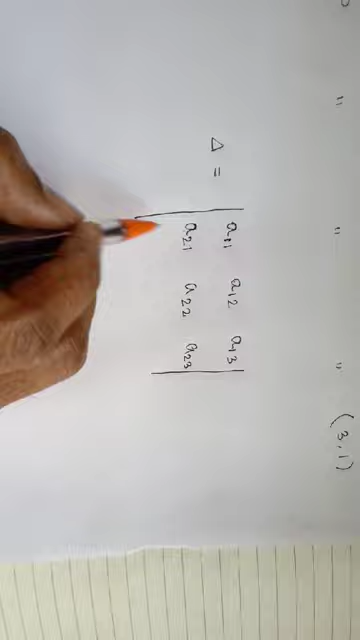 " " " (3,1)
Δ = | a11 a12 a13 |
a21 a22 a23